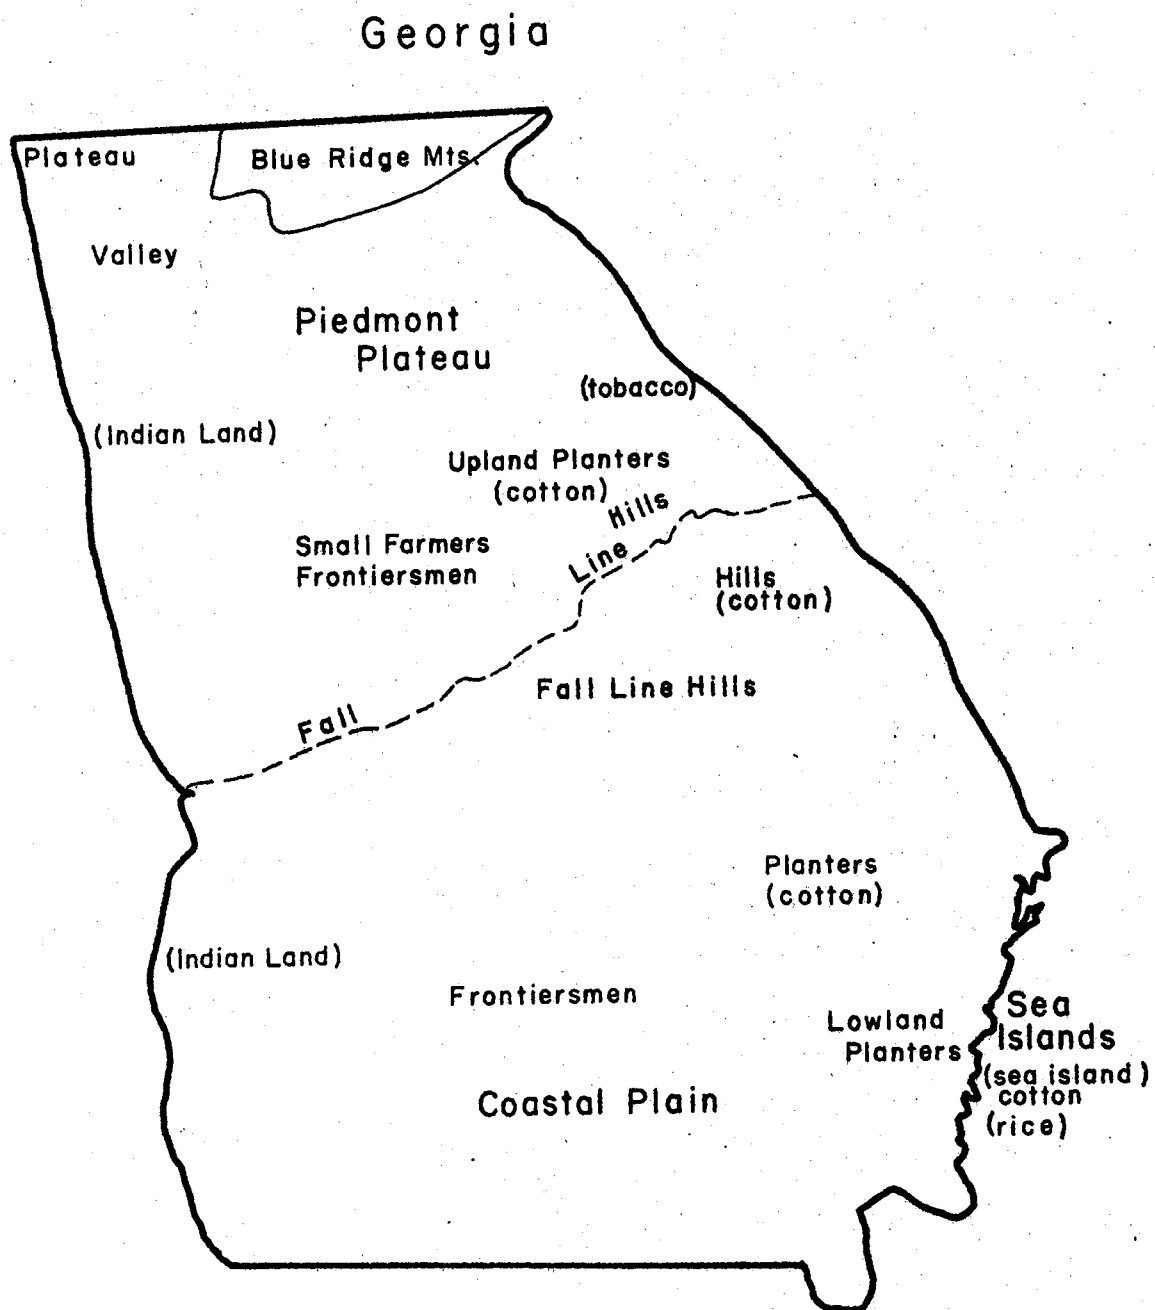 Georgia
Plateau
Blue Ridge Mts.
Valley
Piedmont
Plateau
(tobacco)
(Indian Land)
Upland Planters
(cotton)
Small Farmers
Frontiersmen
Fall Line Hills
Hills
(cotton)
Fall Line Hills
Planters
(cotton)
(Indian Land)
Frontiersmen
Lowland
Planters
Sea
Islands
(sea island)
cotton
(rice)
Coastal Plain